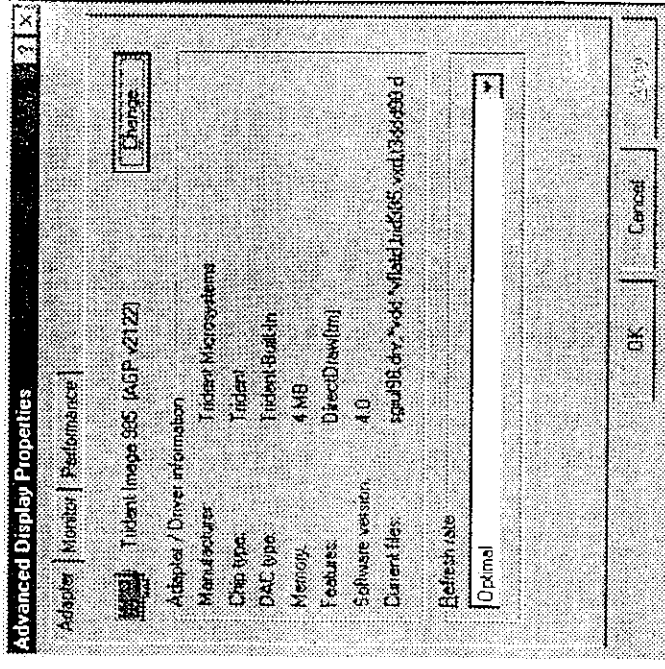 Advanced Display Properties ? ×
Adapter Monitor Performance
Trident Image 985 (AGP v2122)
Change...
Adapter / Driver information
Manufacturer: Trident Microsystems
Chip type: Trident
DAC type: Trident Built-In
Memory: 4 MB
Features: DirectDraw(tm)
Software version: 4.0
Current files:
Refresh rate
Optimal
OK Cancel Apply